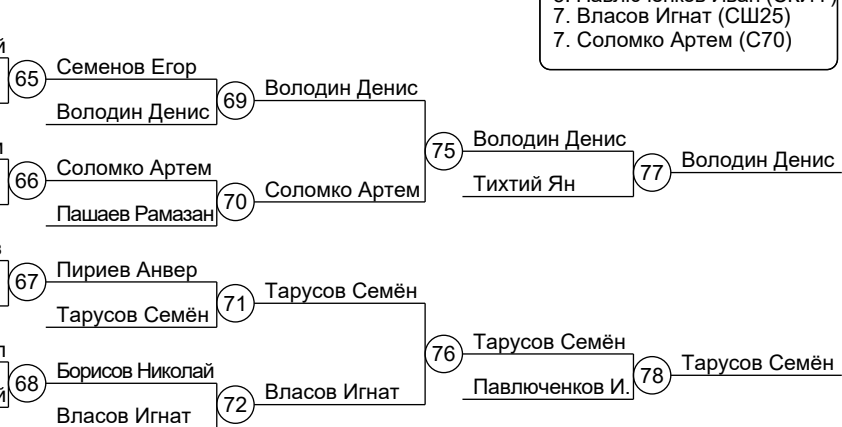 7. Власов Игнат (СШ25)
7. Соломко Артем (С70)
65
Семенов Егор
Володин Денис
69
Володин Денис
66
Соломко Артем
Пашаев Рамазан
70
Соломко Артем
75
Володин Денис
Тихтий Ян
77
Володин Денис
67
Пириев Анвер
Тарусов Семён
71
Тарусов Семён
68
Борисов Николай
Власов Игнат
72
Власов Игнат
76
Тарусов Семён
Павлюченков И.
78
Тарусов Семён